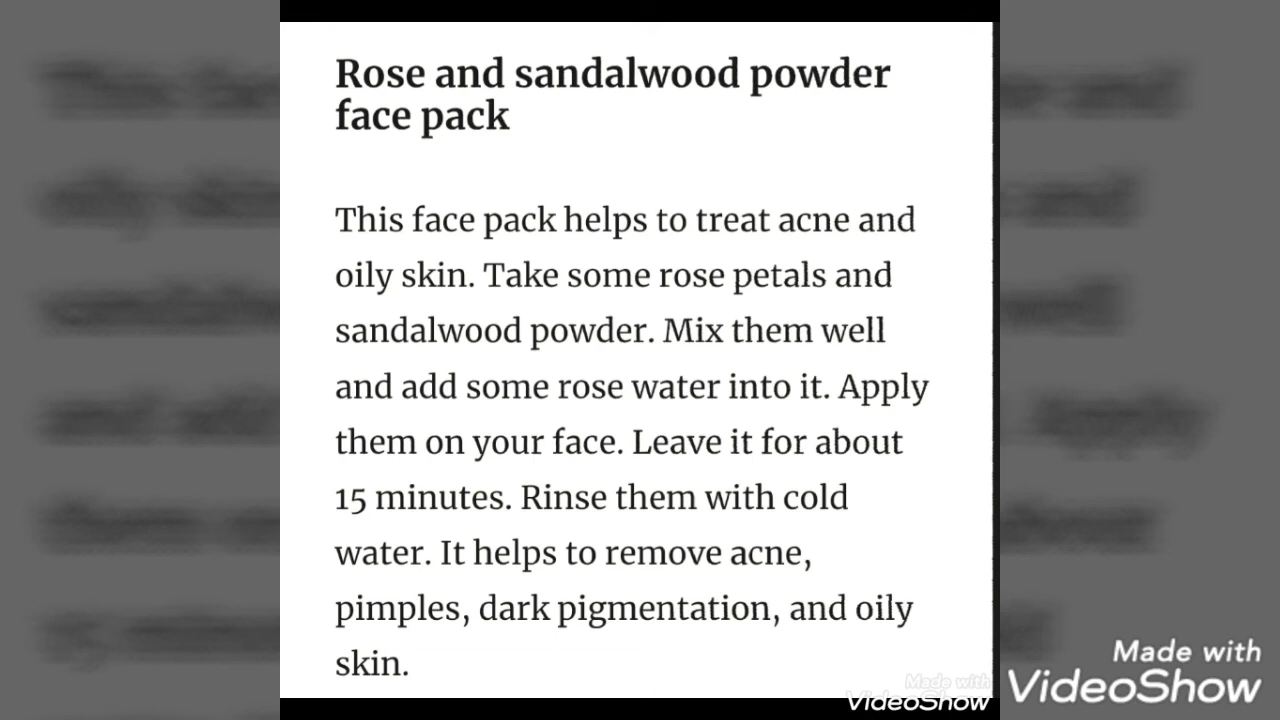 Rose and sandalwood powder
face pack
This face pack helps to treat acne and
oily skin. Take some rose petals and
sandalwood powder. Mix them well
and add some rose water into it. Apply
them on your face. Leave it for about
15 minutes. Rinse them with cold
water. It helps to remove acne,
pimples, dark pigmentation, and oily
skin.
Made with
VideoShow
Made with
VideoShow